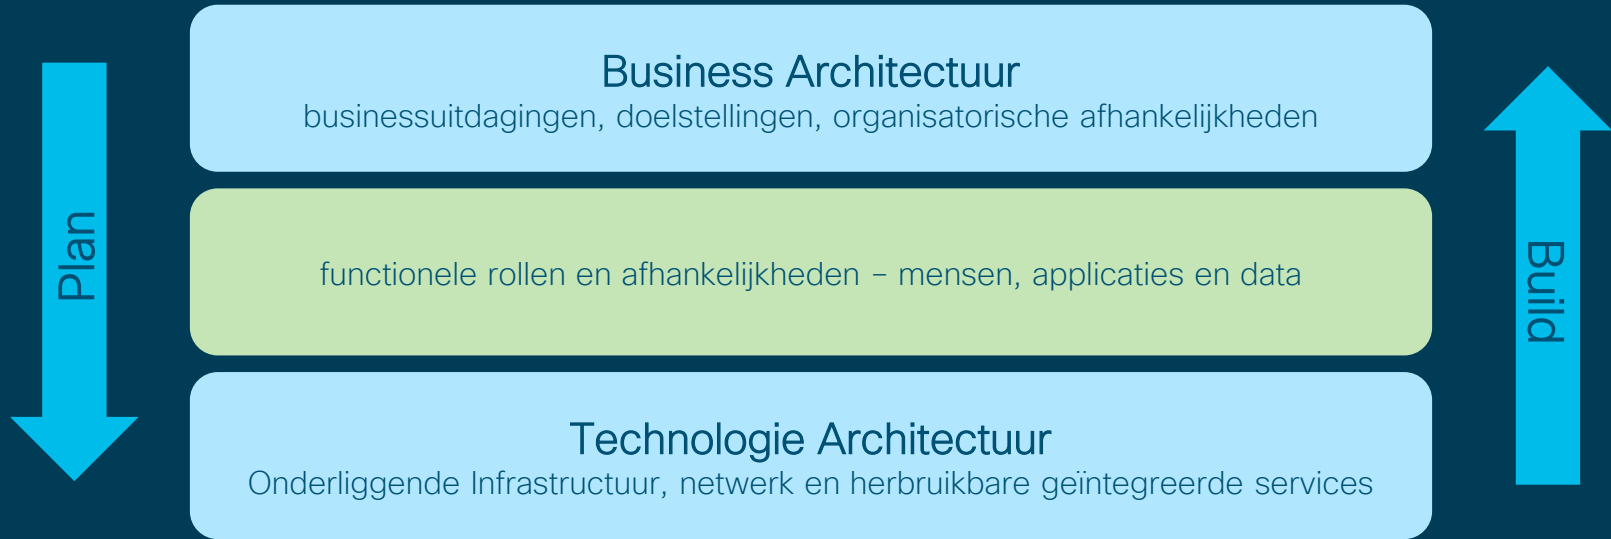 Business Architectuur
businessuitdagingen, doelstellingen, organisatorische afhankelijkheden
Plan
functionele rollen en afhankelijkheden – mensen, applicaties en data
Build
Technologie Architectuur
Onderliggende Infrastructuur, netwerk en herbruikbare geïntegreerde services